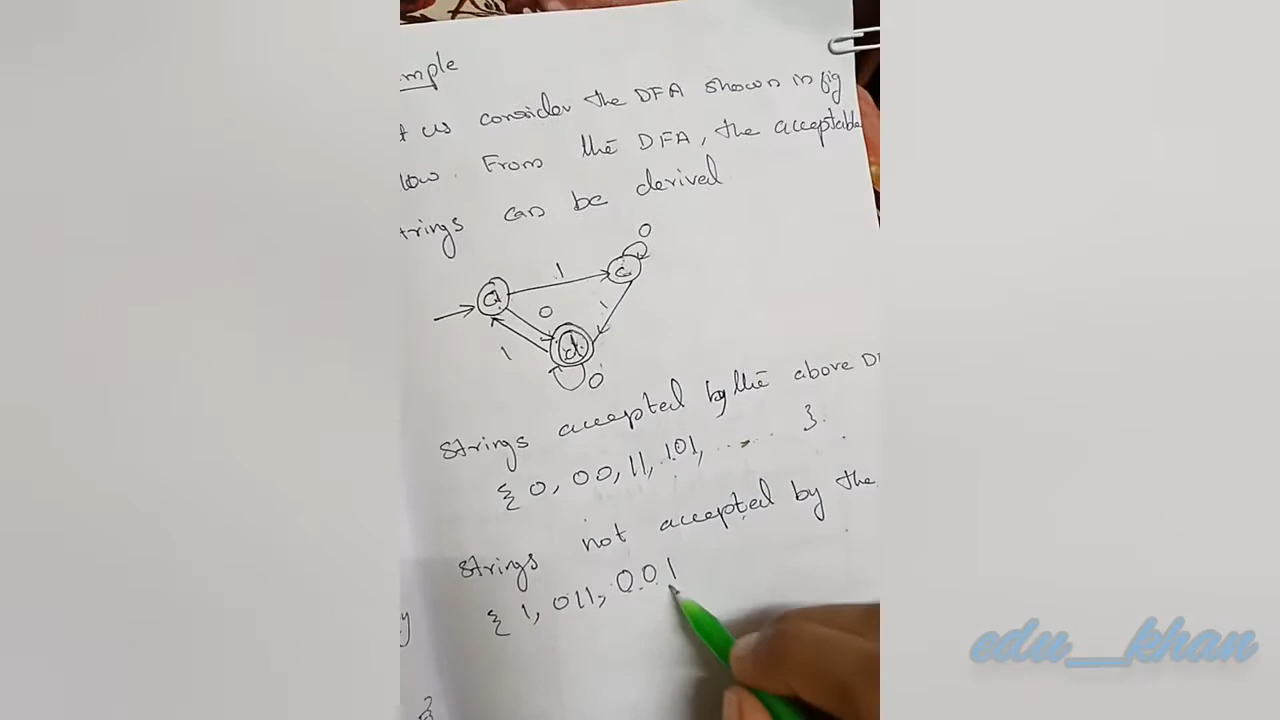 mple
t us consider the DFA shown in fig
low. From the DFA, the acceptable
trings can be derived
0
1
a
c
0
1
d
1
0
strings accepted by the above D
{ 0, 00, 11, 101, ..... }.
strings not accepted by the
{ 1, 011, 001
y
}
edu__khan